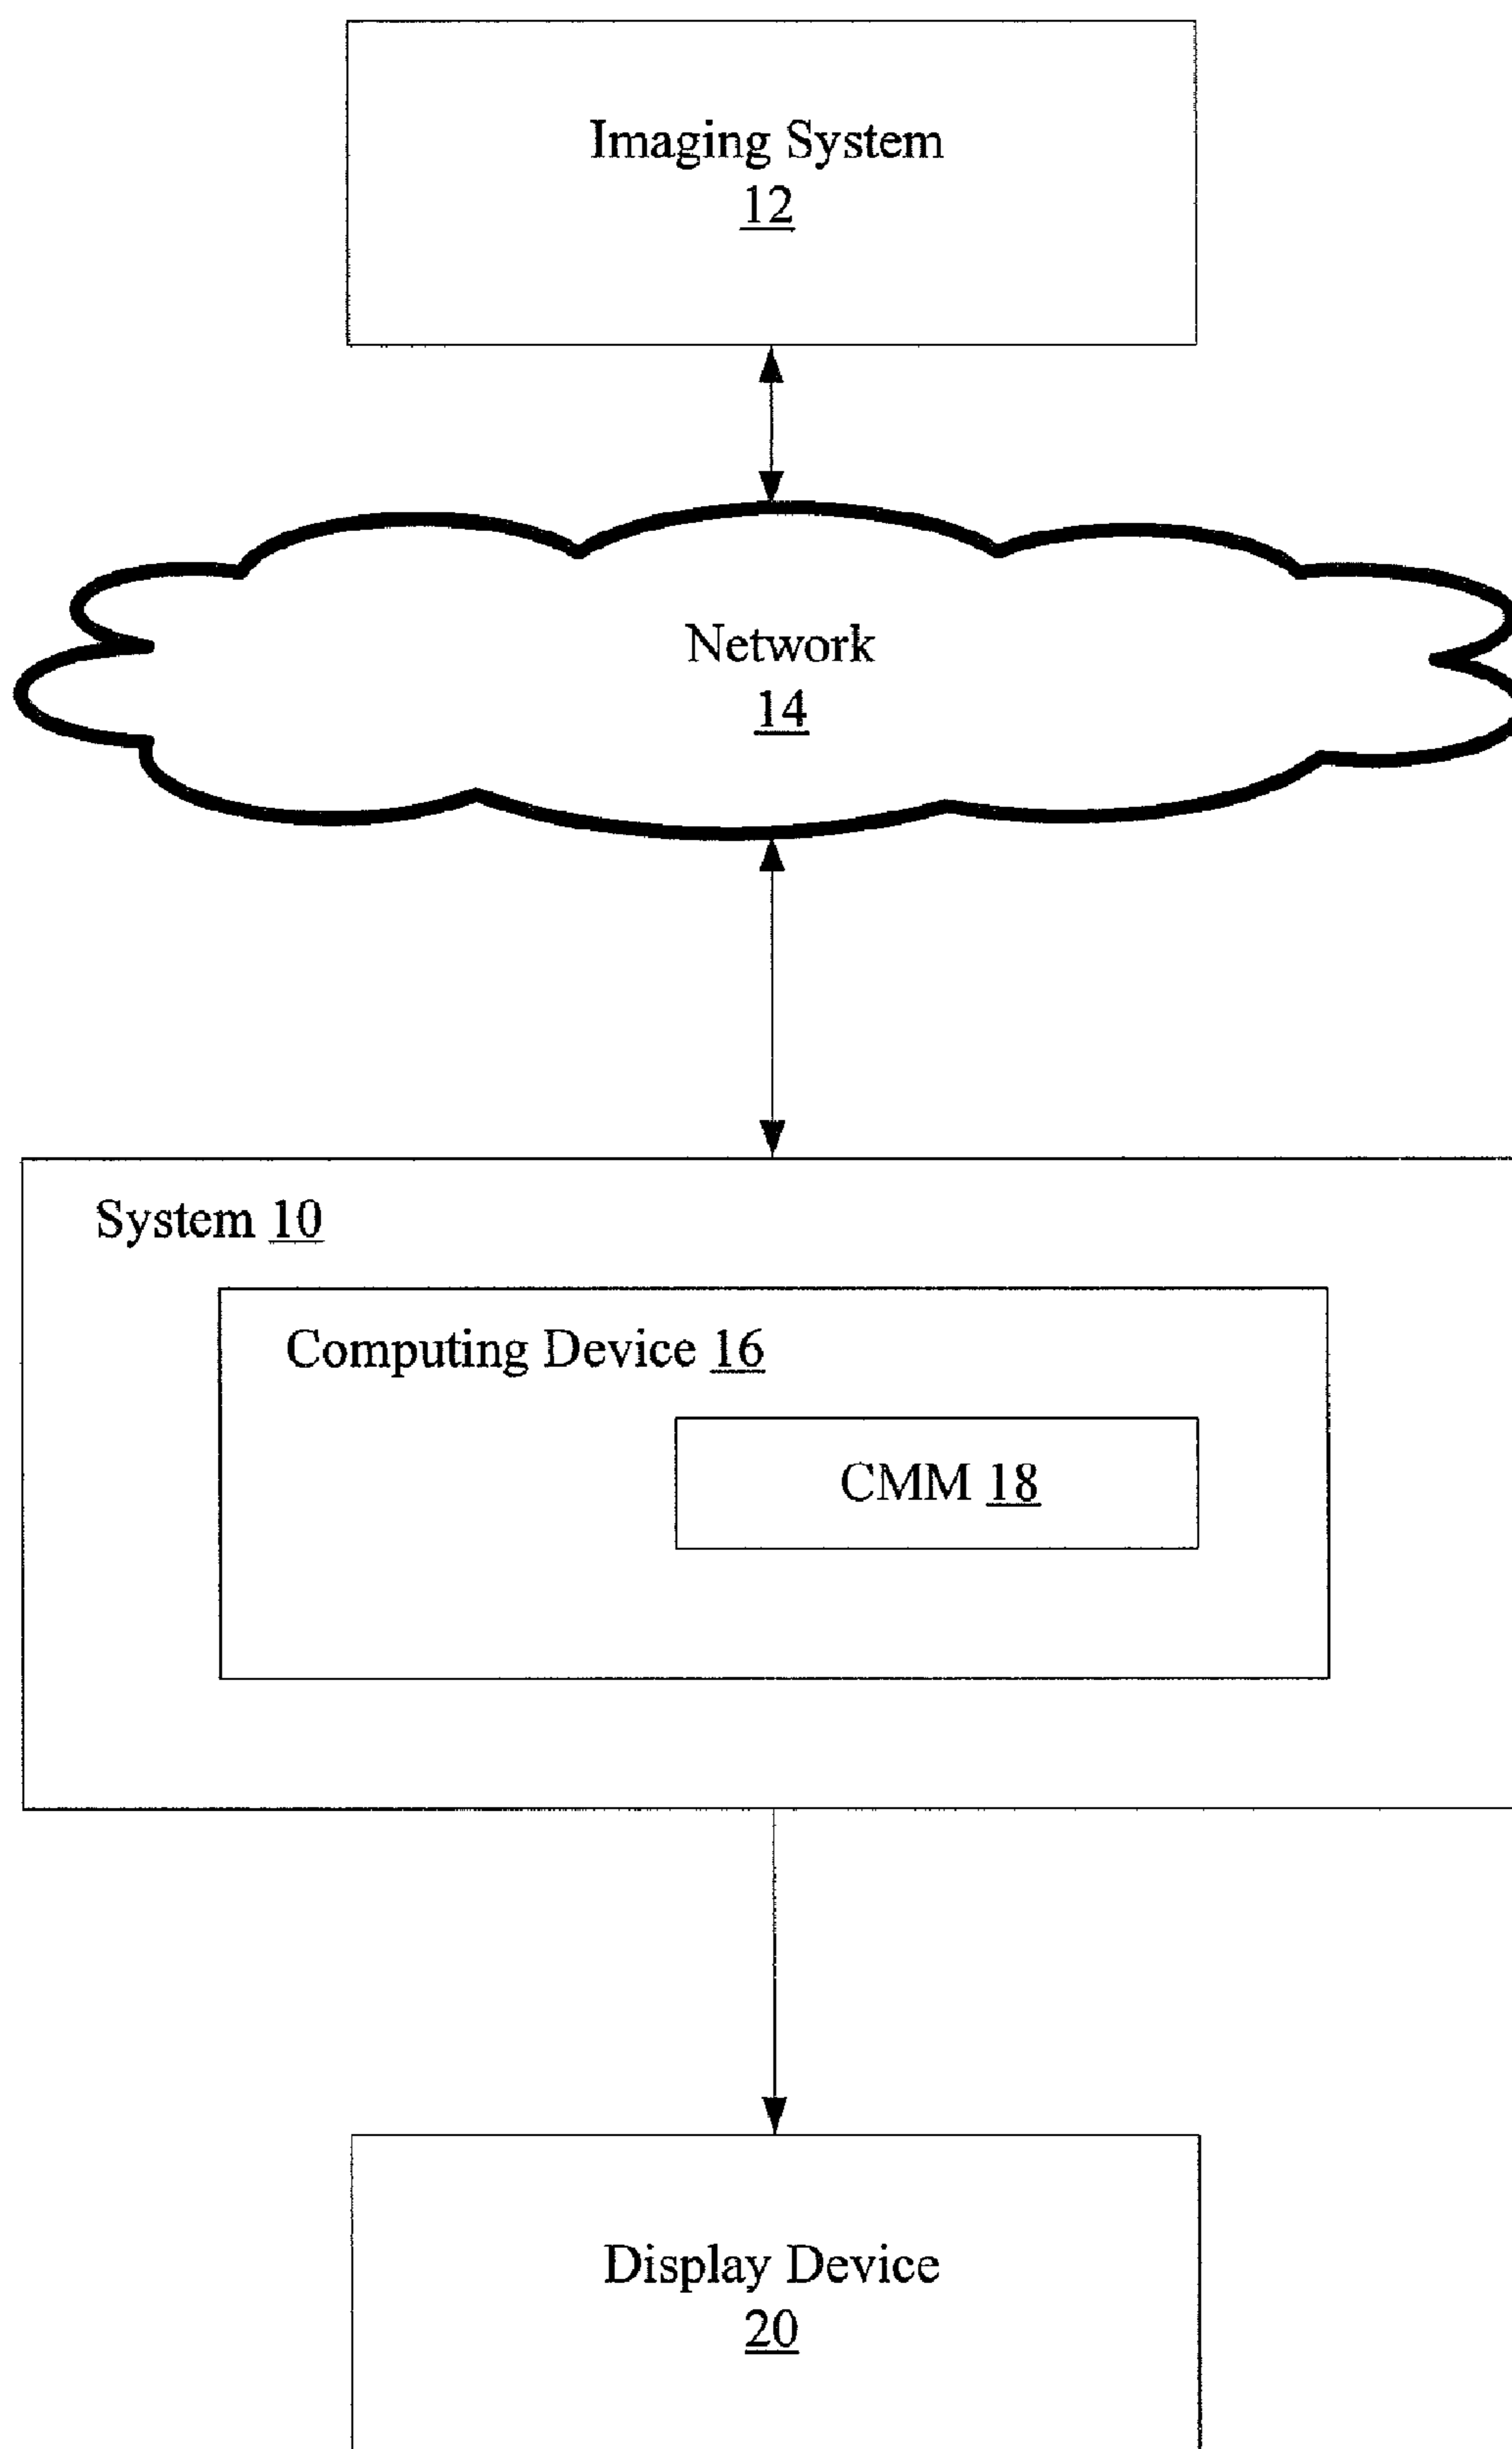 Imaging System
12
Network
14
System 10
Computing Device 16
CMM 18
Display Device
20